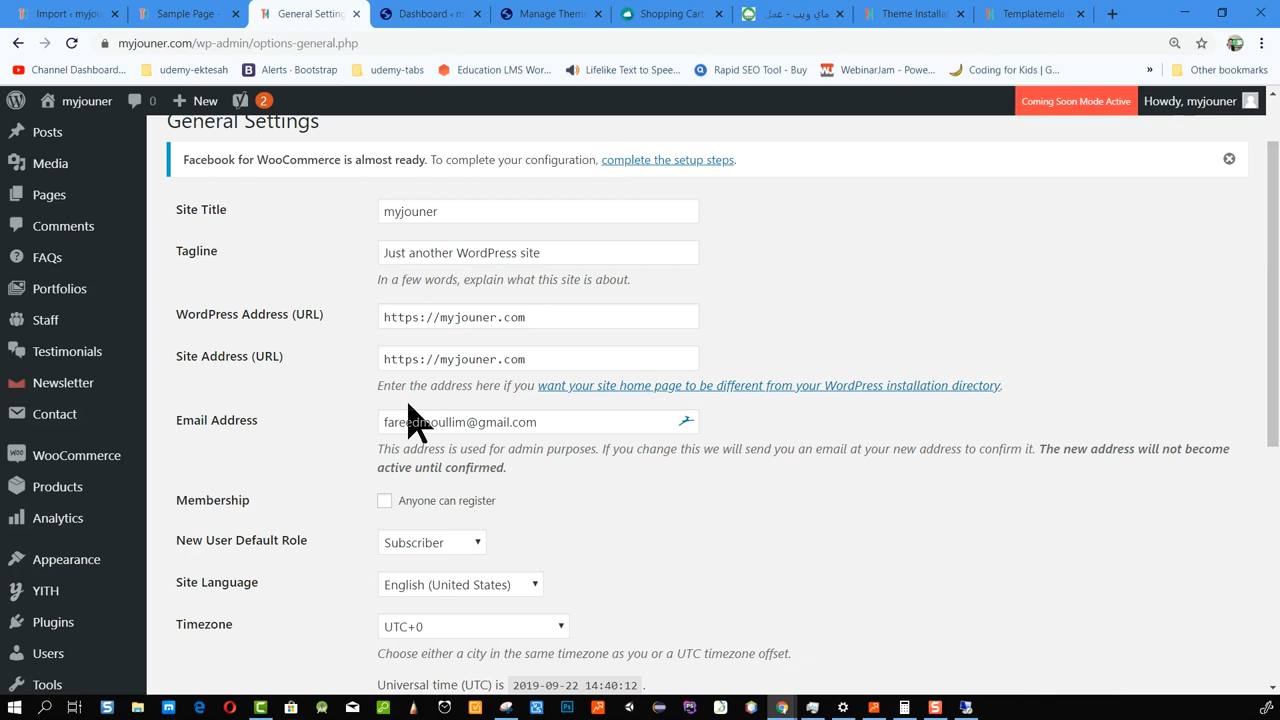 Import ‹ myjou
Sample Page -
General Setting
Dashboard ‹ m
Manage Theme
Shopping Cart
ماي ويب - عمل
Theme Installat
Templatemela
myjouner.com/wp-admin/options-general.php
Channel Dashboard...
udemy-ektesah
Alerts · Bootstrap
udemy-tabs
Education LMS Wor...
Lifelike Text to Spee...
Rapid SEO Tool - Buy
WebinarJam - Powe...
Coding for Kids | G...
»
Other bookmarks
myjouner
0
New
2
Coming Soon Mode Active
Howdy, myjouner
Posts
Media
Pages
Comments
FAQs
Portfolios
Staff
Testimonials
Newsletter
Contact
WooCommerce
Products
Analytics
Appearance
YITH
Plugins
Users
Tools
General Settings
Facebook for WooCommerce is almost ready. To complete your configuration, complete the setup steps.
Site Title
myjouner
Tagline
Just another WordPress site
In a few words, explain what this site is about.
WordPress Address (URL)
https://myjouner.com
Site Address (URL)
https://myjouner.com
Enter the address here if you want your site home page to be different from your WordPress installation directory.
Email Address
fareedmoullim@gmail.com
This address is used for admin purposes. If you change this we will send you an email at your new address to confirm it. The new address will not become
active until confirmed.
Membership
Anyone can register
New User Default Role
Subscriber
Site Language
English (United States)
Timezone
UTC+0
Choose either a city in the same timezone as you or a UTC timezone offset.
Universal time (UTC) is 2019-09-22 14:40:12 .